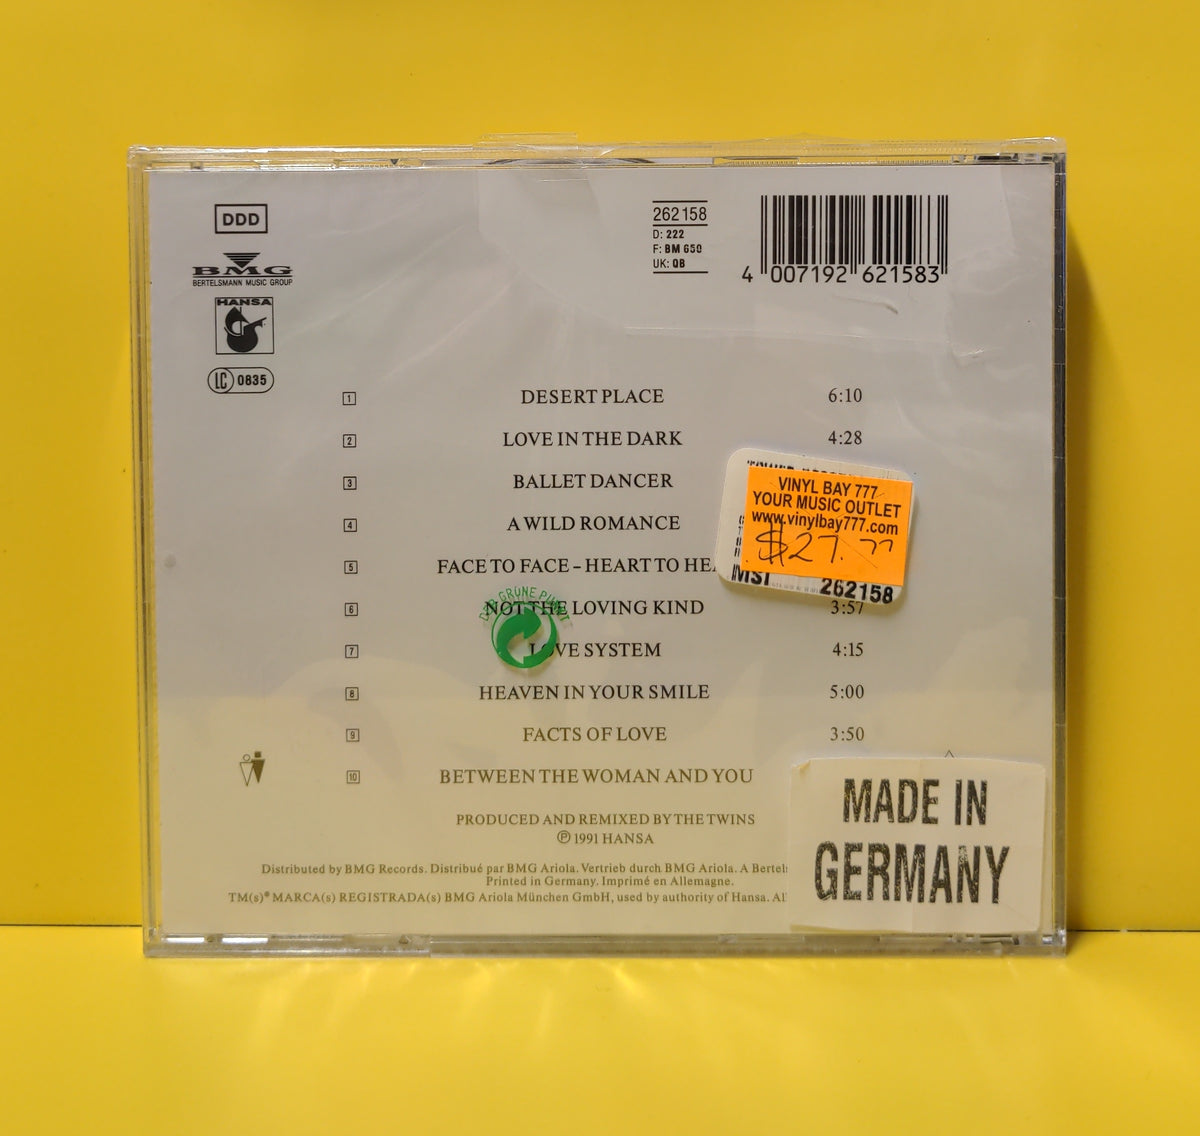 DDD
BMG
BERTELSMANN MUSIC GROUP
HANSA
LC 0835
262 158
D: 222
F: BM 650
UK: QB
4 007192 621583
1 DESERT PLACE 6:10
2 LOVE IN THE DARK 4:28
3 BALLET DANCER
4 A WILD ROMANCE
5 FACE TO FACE – HEART TO HEA
6 NOT THE LOVING KIND 3:57
7 LOVE SYSTEM 4:15
8 HEAVEN IN YOUR SMILE 5:00
9 FACTS OF LOVE 3:50
10 BETWEEN THE WOMAN AND YOU
DER GRÜNE PUNKT
VINYL BAY 777
YOUR MUSIC OUTLET
www.vinylbay777.com
$27.77
262158
PRODUCED AND REMIXED BY THE TWINS
Ⓟ 1991 HANSA
Distributed by BMG Records. Distribué par BMG Ariola. Vertrieb durch BMG Ariola. A Bertels
Printed in Germany. Imprimé en Allemagne.
TM(s)® MARCA(s) REGISTRADA(s) BMG Ariola München GmbH, used by authority of Hansa. All
MADE IN
GERMANY